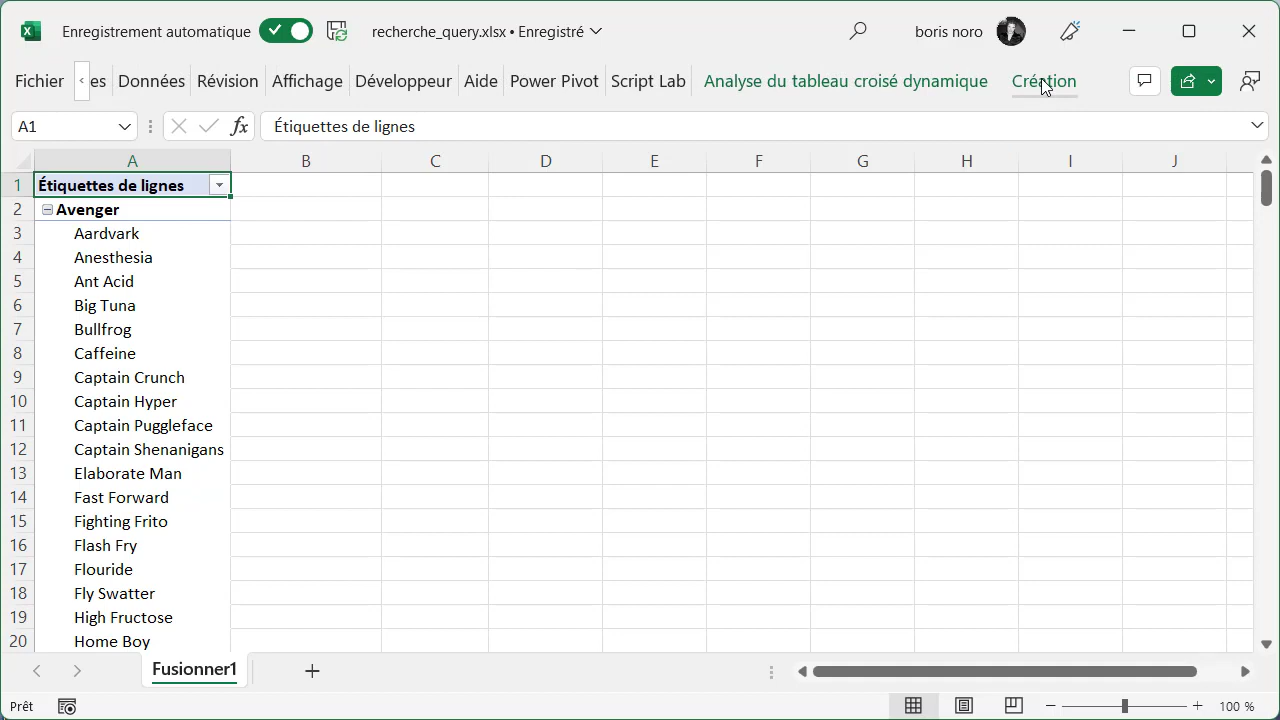 Enregistrement automatique
recherche_query.xlsx • Enregistré
boris noro
Fichier
es
Données
Révision
Affichage
Développeur
Aide
Power Pivot
Script Lab
Analyse du tableau croisé dynamique
Création
A1
fx
Étiquettes de lignes
A B C D E F G H I J
1 Étiquettes de lignes
2 Avenger
3 Aardvark
4 Anesthesia
5 Ant Acid
6 Big Tuna
7 Bullfrog
8 Caffeine
9 Captain Crunch
10 Captain Hyper
11 Captain Puggleface
12 Captain Shenanigans
13 Elaborate Man
14 Fast Forward
15 Fighting Frito
16 Flash Fry
17 Flouride
18 Fly Swatter
19 High Fructose
20 Home Boy
Fusionner1
Prêt
100 %